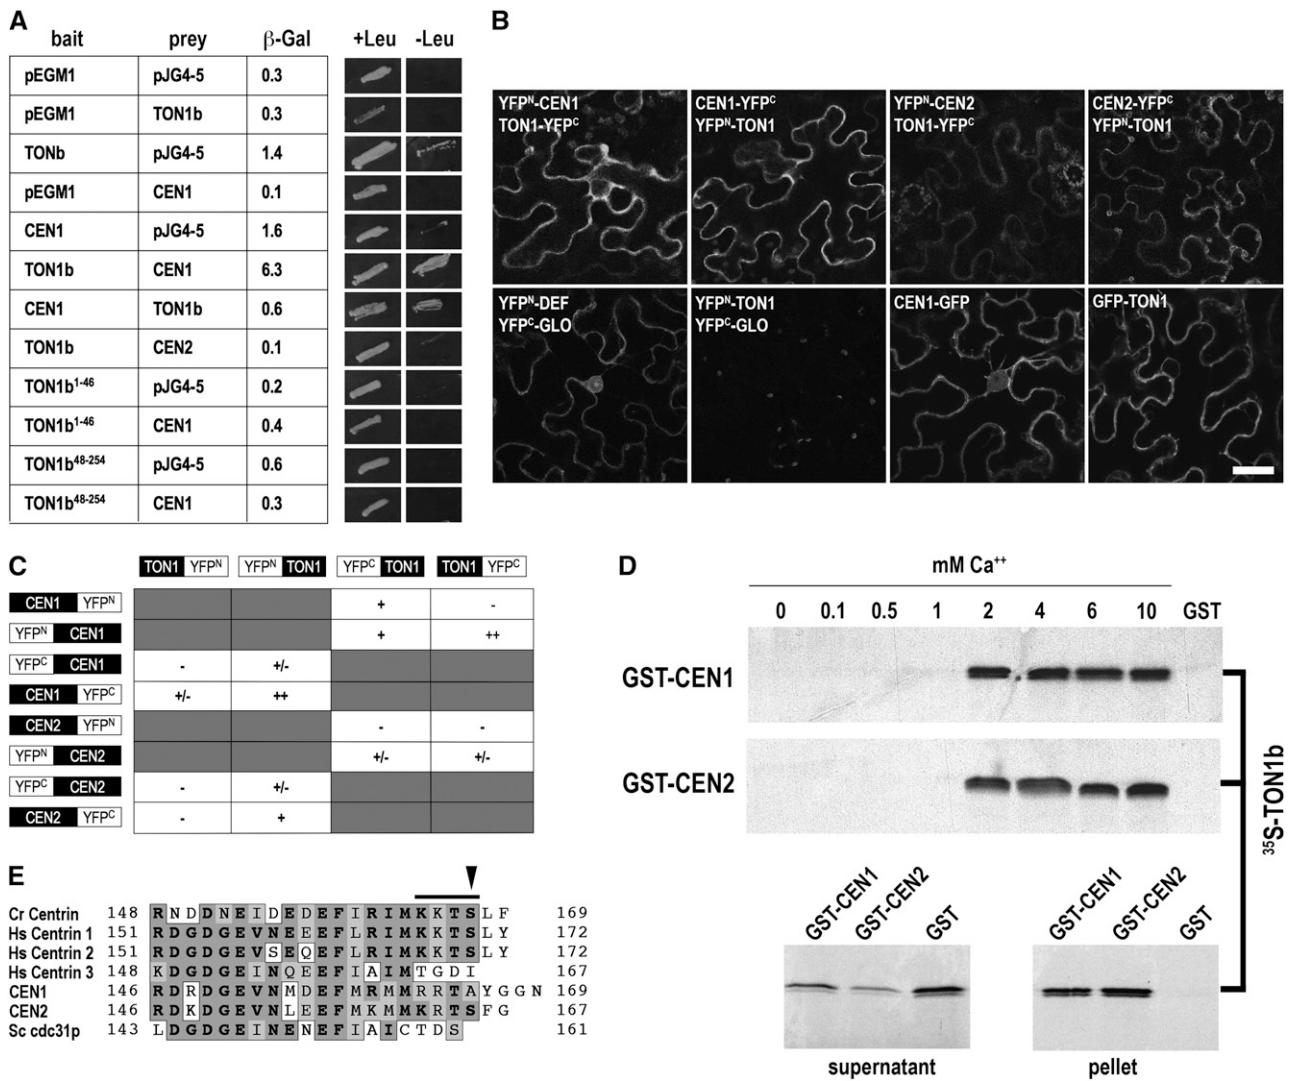 A
bait prey β-Gal +Leu -Leu
pEGM1 pJG4-5 0.3
pEGM1 TON1b 0.3
TONb pJG4-5 1.4
pEGM1 CEN1 0.1
CEN1 pJG4-5 1.6
TON1b CEN1 6.3
CEN1 TON1b 0.6
TON1b CEN2 0.1
TON1b1-46 pJG4-5 0.2
TON1b1-46 CEN1 0.4
TON1b48-254 pJG4-5 0.6
TON1b48-254 CEN1 0.3
B
YFPN-CEN1
TON1-YFPC
CEN1-YFPC
YFPN-TON1
YFPN-CEN2
TON1-YFPC
CEN2-YFPC
YFPN-TON1
YFPN-DEF
YFPC-GLO
YFPN-TON1
YFPC-GLO
CEN1-GFP
GFP-TON1
C
TON1 YFPN YFPN TON1 YFPC TON1 TON1 YFPC
CEN1 YFPN + -
YFPN CEN1 + ++
YFPC CEN1 - +/-
CEN1 YFPC +/- ++
CEN2 YFPN - -
YFPN CEN2 +/- +/-
YFPC CEN2 - +/-
CEN2 YFPC - +
D
mM Ca++
0 0.1 0.5 1 2 4 6 10 GST
GST-CEN1
GST-CEN2
35S-TON1b
GST-CEN1 GST-CEN2 GST
GST-CEN1 GST-CEN2 GST
supernatant
pellet
E
Cr Centrin 148 RNDDNEIDEDEFIRIMKKTSLF 169
Hs Centrin 1 151 RDGDGEVNEEEFLRIMKKTSLY 172
Hs Centrin 2 151 RDGDGEVSEQEFLRIMKKTSLY 172
Hs Centrin 3 148 KDGDGEINQEEFIAIMTGDI 167
CEN1 146 RDRDGEVNMDEFMRMMRRTAYGGN 169
CEN2 146 RDKDGEVNLEEFMKMMKRTSFG 167
Sc cdc31p 143 LDGDGEINENEFIAICTDS 161